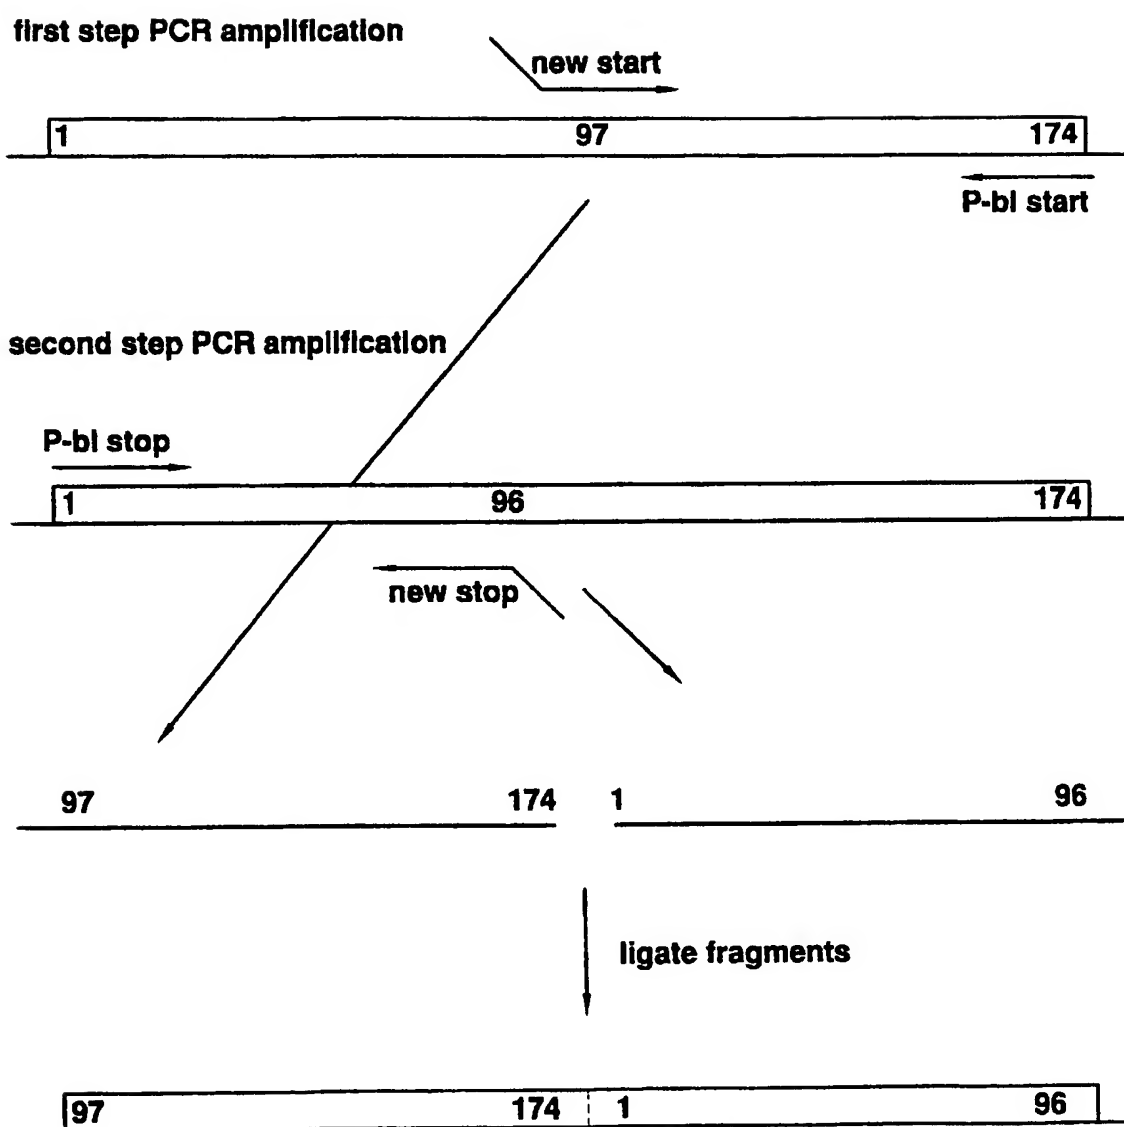 first step PCR amplification
new start
1 97 174
P-bl start
second step PCR amplification
P-bl stop
1 96 174
new stop
97 174 1 96
ligate fragments
97 174 1 96